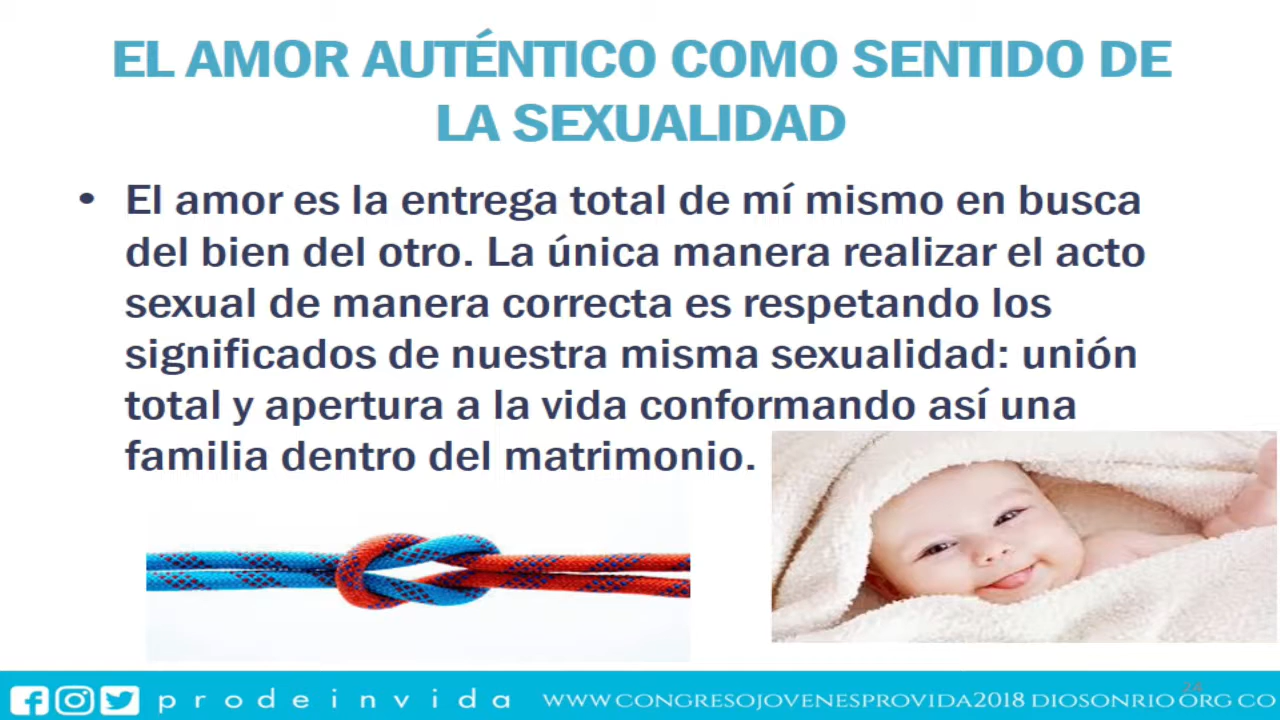 EL AMOR AUTÉNTICO COMO SENTIDO DE
LA SEXUALIDAD
• El amor es la entrega total de mí mismo en busca
del bien del otro. La única manera realizar el acto
sexual de manera correcta es respetando los
significados de nuestra misma sexualidad: unión
total y apertura a la vida conformando así una
familia dentro del matrimonio.
24
prodeinvida WWW.CONGRESOJOVENESPROVIDA2018 DIOSONRIO ORG CO